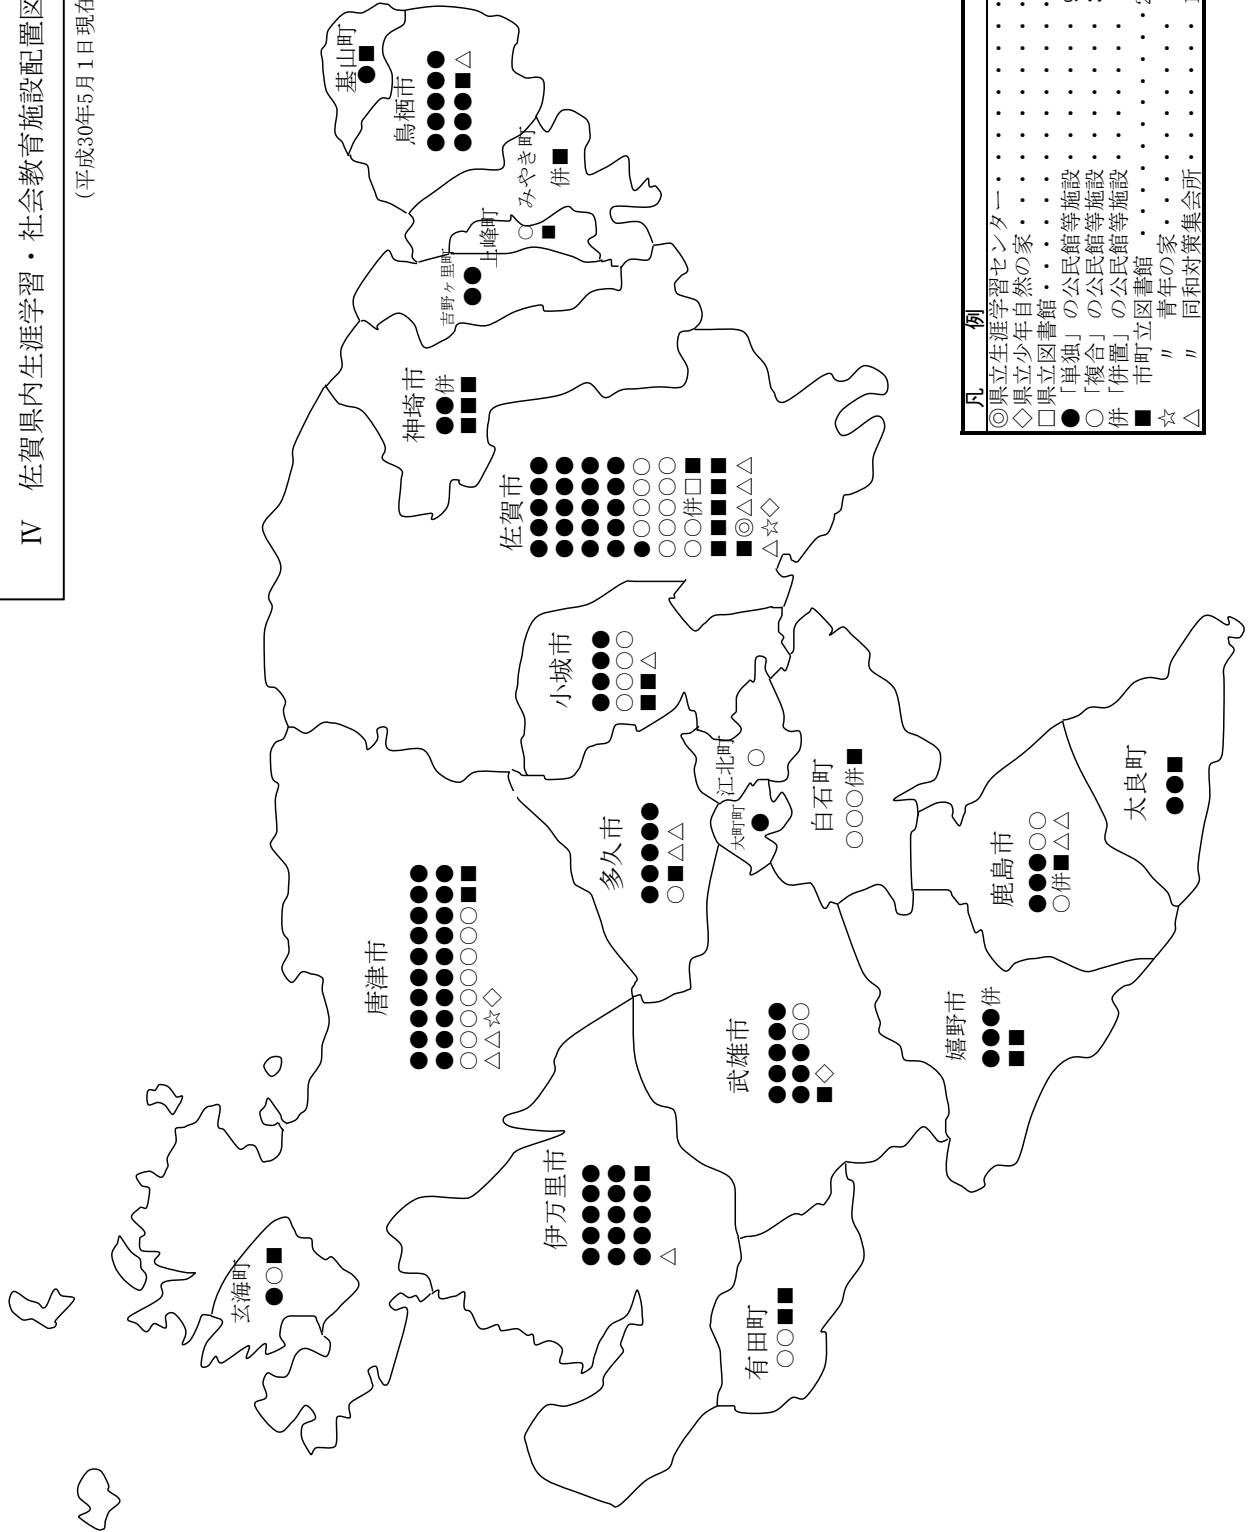 Ⅳ 佐賀県内生涯学習・社会教育施設配置図
(平成30年5月1日現在
基山町
●■
鳥栖市
●●●●●
●●●■△
みやき町
併■
上峰町
○
■
吉野ヶ里町
●●
神埼市
●●併
■■■
佐賀市
●●●●●
●●●●●
●●●●●
●●●●●
●○○○○
○○○○○
○○併□■
■■■■■
■◎△△△
△☆◇
小城市
●●●●
○○○○
■■△
多久市
●●●●●
○■△△
江北町
○
大町町
●
白石町
○○○併■
唐津市
●●●●●●●●●●
●●●●●●●●●●
○○○○○○○○■■
△△☆◇
玄海町
●○■
伊万里市
●●●●●
●●●●●
●●●●■
△
有田町
○○■■
武雄市
●●●●●
●●●○○
■◇
嬉野市
●●●併
■■
鹿島市
●●●○○
○併■△△
太良町
●●■
凡 例
◎県立生涯学習センター・・・・・・・・・
◇県立少年自然の家・・・・・・・・・・
□県立図書館・・・・・・・・・・・・
●「単独」の公民館等施設・・・・・・・
○「複合」の公民館等施設・・・・・・・
併「併置」の公民館等施設・・・・・・・
■ 市町立図書館・・・・・・・・・・2
☆ 〃 青年の家・・・・・・・・・
△ 〃 同和対策集会所・・・・・・・1